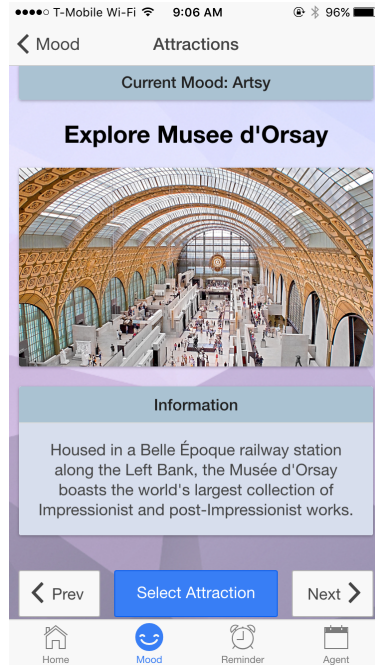 T-Mobile Wi-Fi 9:06 AM 96%
Mood Attractions
Current Mood: Artsy
Explore Musee d'Orsay
Information
Housed in a Belle Époque railway station
along the Left Bank, the Musée d'Orsay
boasts the world's largest collection of
Impressionist and post-Impressionist works.
Prev Select Attraction Next
Home Mood Reminder Agent